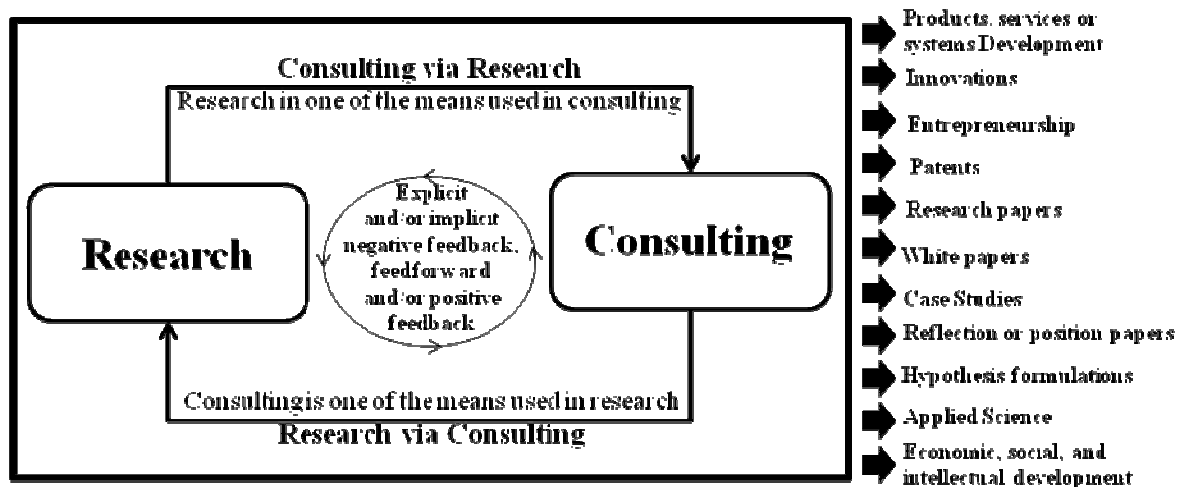 Consulting via Research
Research in one of the means used in consulting
Research
Explicit
and/or implicit
negative feedback,
feedforward
and/or positive
feedback
Consulting
Consulting is one of the means used in research
Research via Consulting
Products, services or
systems Development
Innovations
Entrepreneurship
Patents
Research papers
White papers
Case Studies
Reflection or position papers
Hypothesis formulations
Applied Science
Economic, social, and
intellectual development